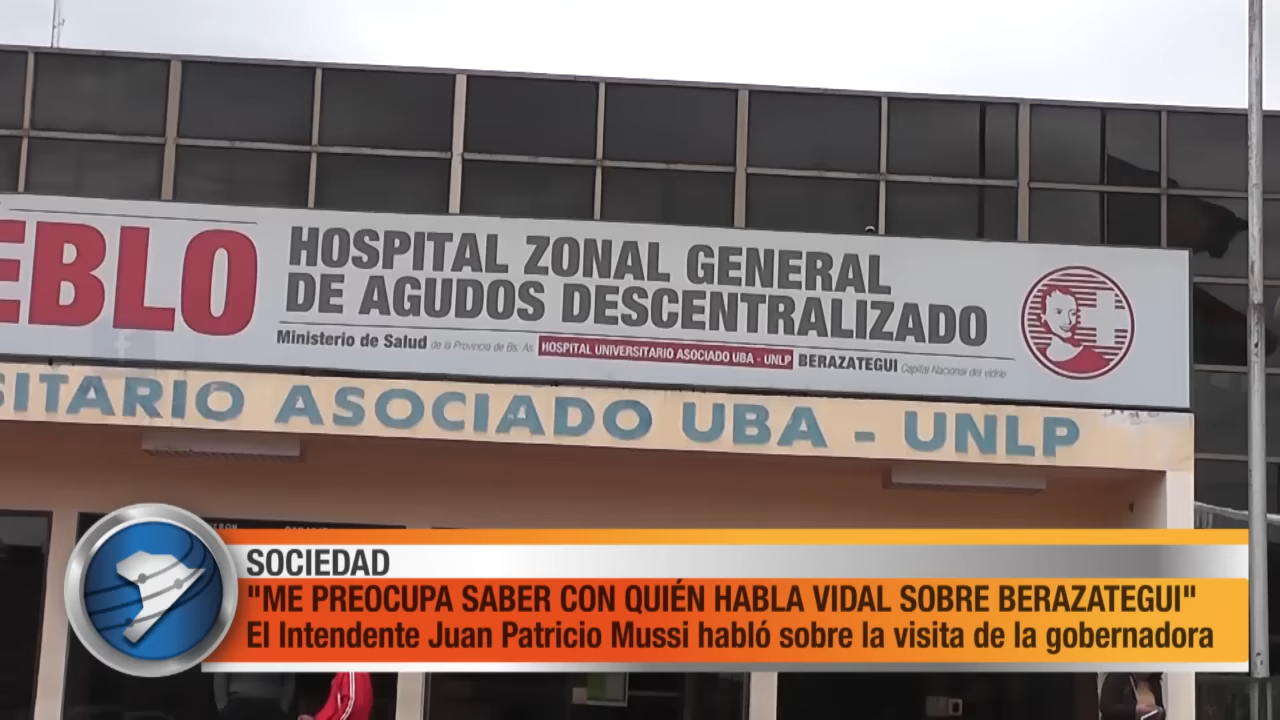 EBLO
HOSPITAL ZONAL GENERAL
DE AGUDOS DESCENTRALIZADO
Ministerio de Salud de la Provincia de Bs. As. HOSPITAL UNIVERSITARIO ASOCIADO UBA - UNLP BERAZATEGUI Capital Nacional del vidrio
SITARIO ASOCIADO UBA - UNLP
SOCIEDAD
"ME PREOCUPA SABER CON QUIÉN HABLA VIDAL SOBRE BERAZATEGUI"
El Intendente Juan Patricio Mussi habló sobre la visita de la gobernadora